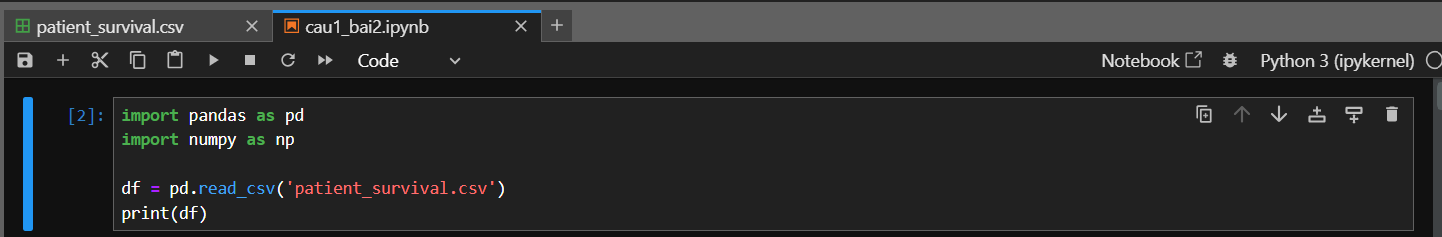 patient_survival.csv
cau1_bai2.ipynb
Code
Notebook
Python 3 (ipykernel)
[2]:
import pandas as pd
import numpy as np
df = pd.read_csv('patient_survival.csv')
print(df)